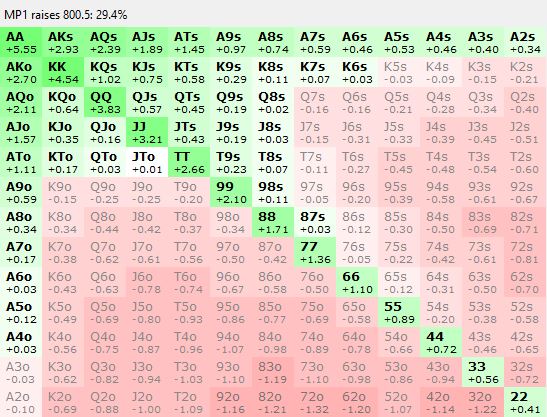 MP1 raises 800.5: 29.4%
AA AKs AQs AJs ATs A9s A8s A7s A6s A5s A4s A3s A2s
+5.55 +2.93 +2.39 +1.89 +1.45 +0.97 +0.74 +0.59 +0.46 +0.53 +0.46 +0.40 +0.34
AKo KK KQs KJs KTs K9s K8s K7s K6s K5s K4s K3s K2s
+2.70 +4.54 +1.02 +0.75 +0.58 +0.29 +0.11 +0.07 +0.03 -0.03 -0.09 -0.15 -0.21
AQo KQo QQ QJs QTs Q9s Q8s Q7s Q6s Q5s Q4s Q3s Q2s
+2.11 +0.64 +3.83 +0.57 +0.45 +0.19 +0.02 -0.16 -0.16 -0.21 -0.28 -0.34 -0.40
AJo KJo QJo JJ JTs J9s J8s J7s J6s J5s J4s J3s J2s
+1.57 +0.35 +0.16 +3.21 +0.43 +0.19 +0.03 -0.15 -0.31 -0.33 -0.39 -0.45 -0.51
ATo KTo QTo JTo TT T9s T8s T7s T6s T5s T4s T3s T2s
+1.11 +0.17 +0.03 +0.01 +2.66 +0.23 +0.07 -0.11 -0.27 -0.45 -0.48 -0.54 -0.60
A9o K9o Q9o J9o T9o 99 98s 97s 96s 95s 94s 93s 92s
+0.59 -0.15 -0.25 -0.25 -0.20 +2.10 +0.11 -0.05 -0.20 -0.39 -0.58 -0.61 -0.67
A8o K8o Q8o J8o T8o 98o 88 87s 86s 85s 84s 83s 82s
+0.34 -0.34 -0.44 -0.42 -0.37 -0.34 +1.71 +0.03 -0.12 -0.30 -0.50 -0.69 -0.71
A7o K7o Q7o J7o T7o 97o 87o 77 76s 75s 74s 73s 72s
+0.17 -0.38 -0.62 -0.61 -0.56 -0.50 -0.42 +1.36 -0.05 -0.22 -0.42 -0.61 -0.81
A6o K6o Q6o J6o T6o 96o 86o 76o 66 65s 64s 63s 62s
+0.03 -0.43 -0.63 -0.78 -0.74 -0.67 -0.58 -0.50 +1.10 -0.12 -0.31 -0.50 -0.70
A5o K5o Q5o J5o T5o 95o 85o 75o 65o 55 54s 53s 52s
+0.12 -0.49 -0.69 -0.80 -0.93 -0.86 -0.77 -0.69 -0.58 +0.89 -0.20 -0.38 -0.58
A4o K4o Q4o J4o T4o 94o 84o 74o 64o 54o 44 43s 42s
+0.03 -0.56 -0.75 -0.87 -0.96 -1.07 -0.98 -0.89 -0.78 -0.66 +0.72 -0.46 -0.65
A3o K3o Q3o J3o T3o 93o 83o 73o 63o 53o 43o 33 32s
-0.03 -0.62 -0.82 -0.94 -1.03 -1.10 -1.19 -1.10 -0.98 -0.86 -0.94 +0.56 -0.72
A2o K2o Q2o J2o T2o 92o 82o 72o 62o 52o 42o 32o 22
-0.10 -0.69 -0.88 -1.00 -1.09 -1.16 -1.21 -1.32 -1.20 -1.07 -1.14 -1.22 +0.41